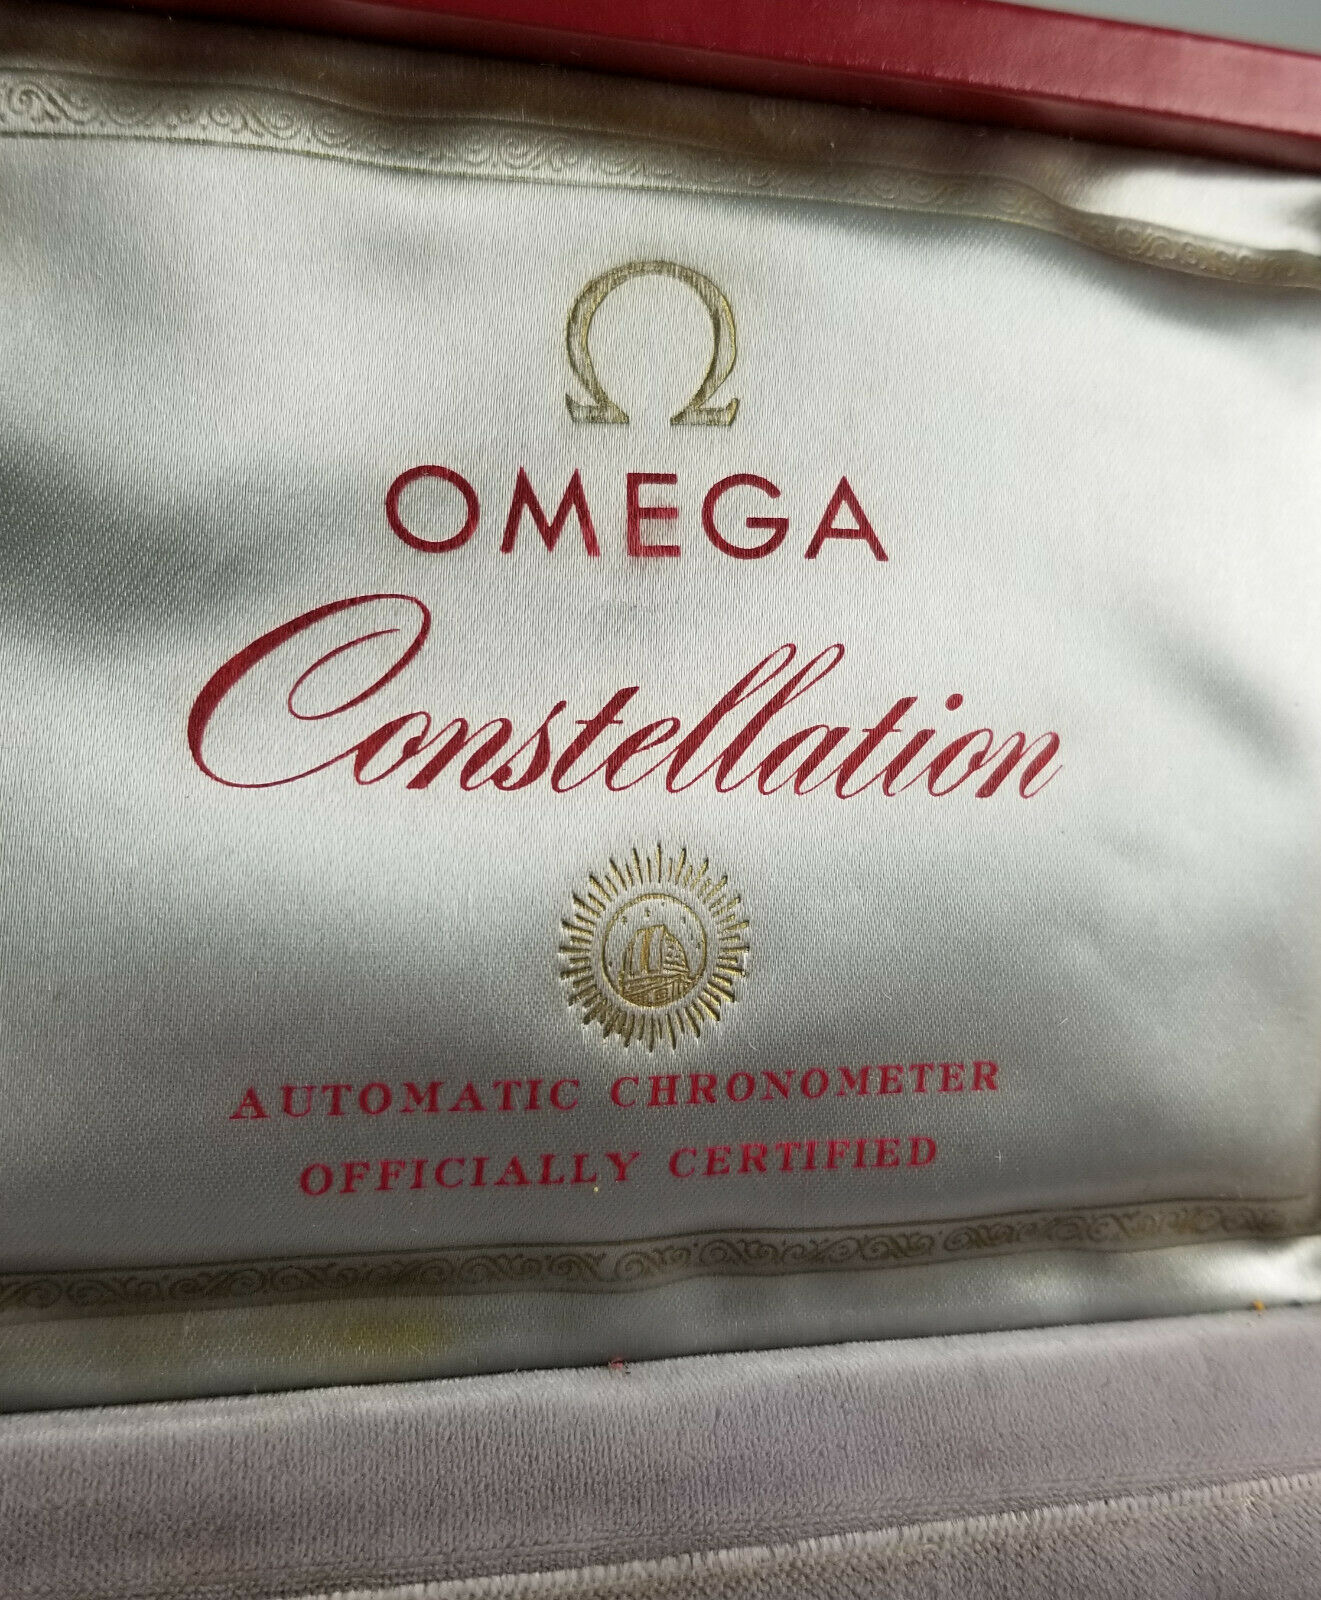 Ω
OMEGA
Constellation
AUTOMATIC CHRONOMETER
OFFICIALLY CERTIFIED